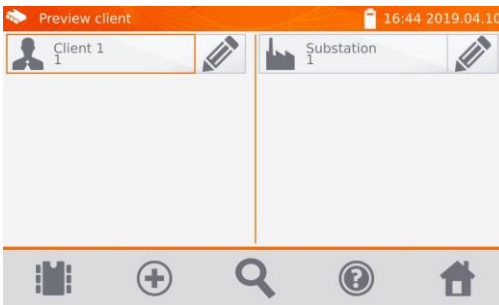 Preview client
16:44 2019.04.10
Client 1
1
Substation
1